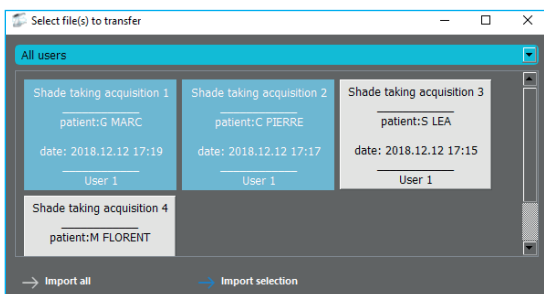 Select file(s) to transfer
All users
Shade taking acquisition 1
patient:G MARC
date: 2018.12.12 17:19
User 1
Shade taking acquisition 2
patient:C PIERRE
date: 2018.12.12 17:17
User 1
Shade taking acquisition 3
patient:S LEA
date: 2018.12.12 17:15
User 1
Shade taking acquisition 4
patient:M FLORENT
Import all
Import selection